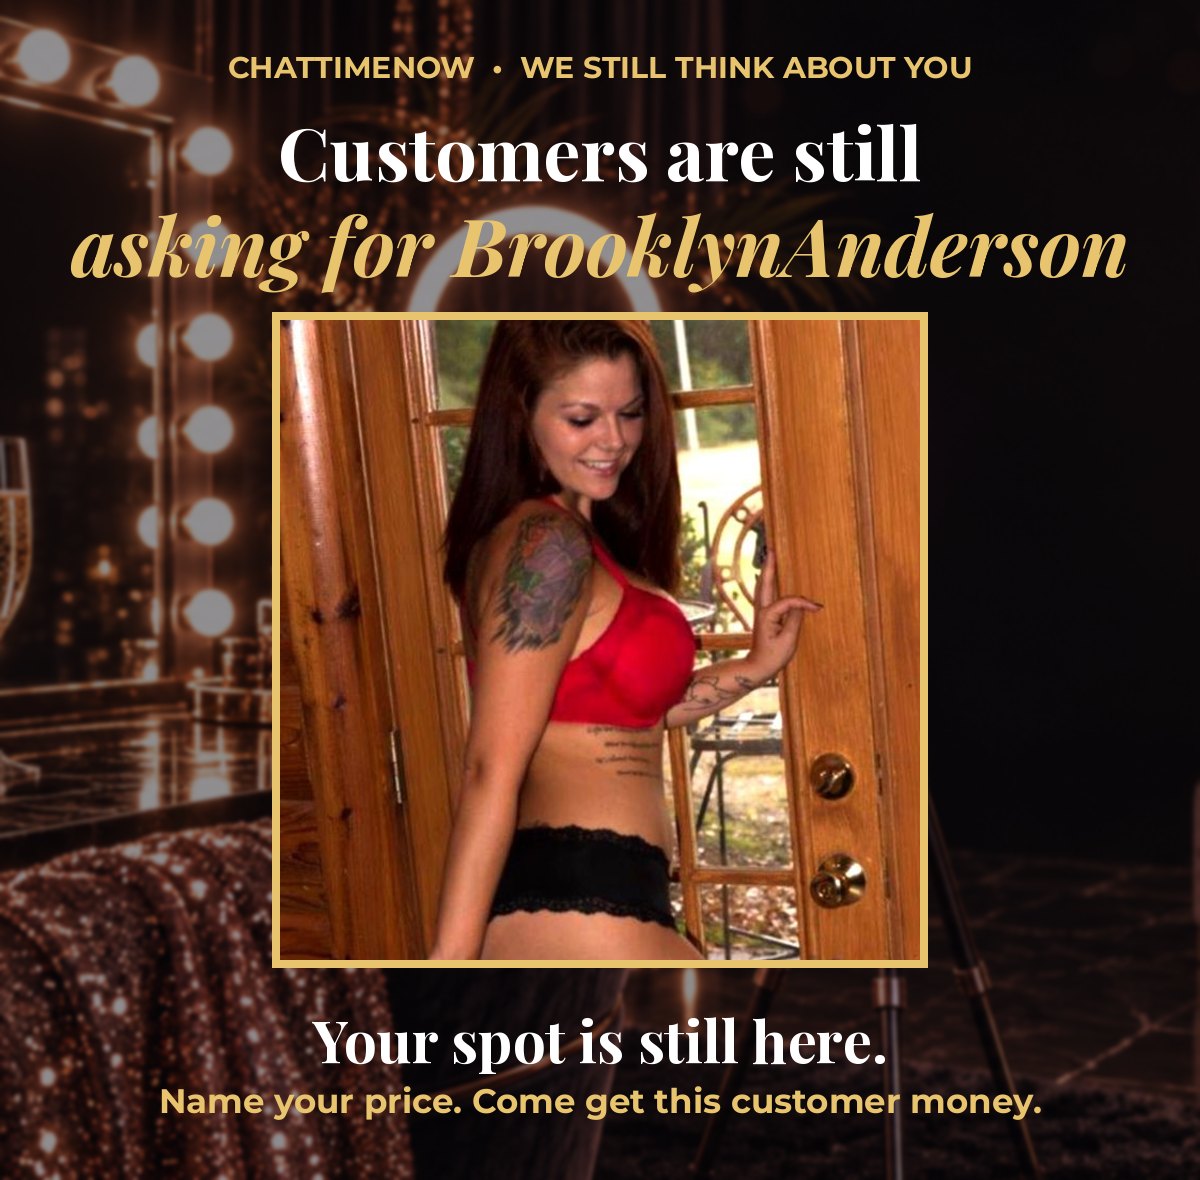 CHATTIMENOW • WE STILL THINK ABOUT YOU
Customers are still
asking for BrooklynAnderson
Your spot is still here.
Name your price. Come get this customer money.